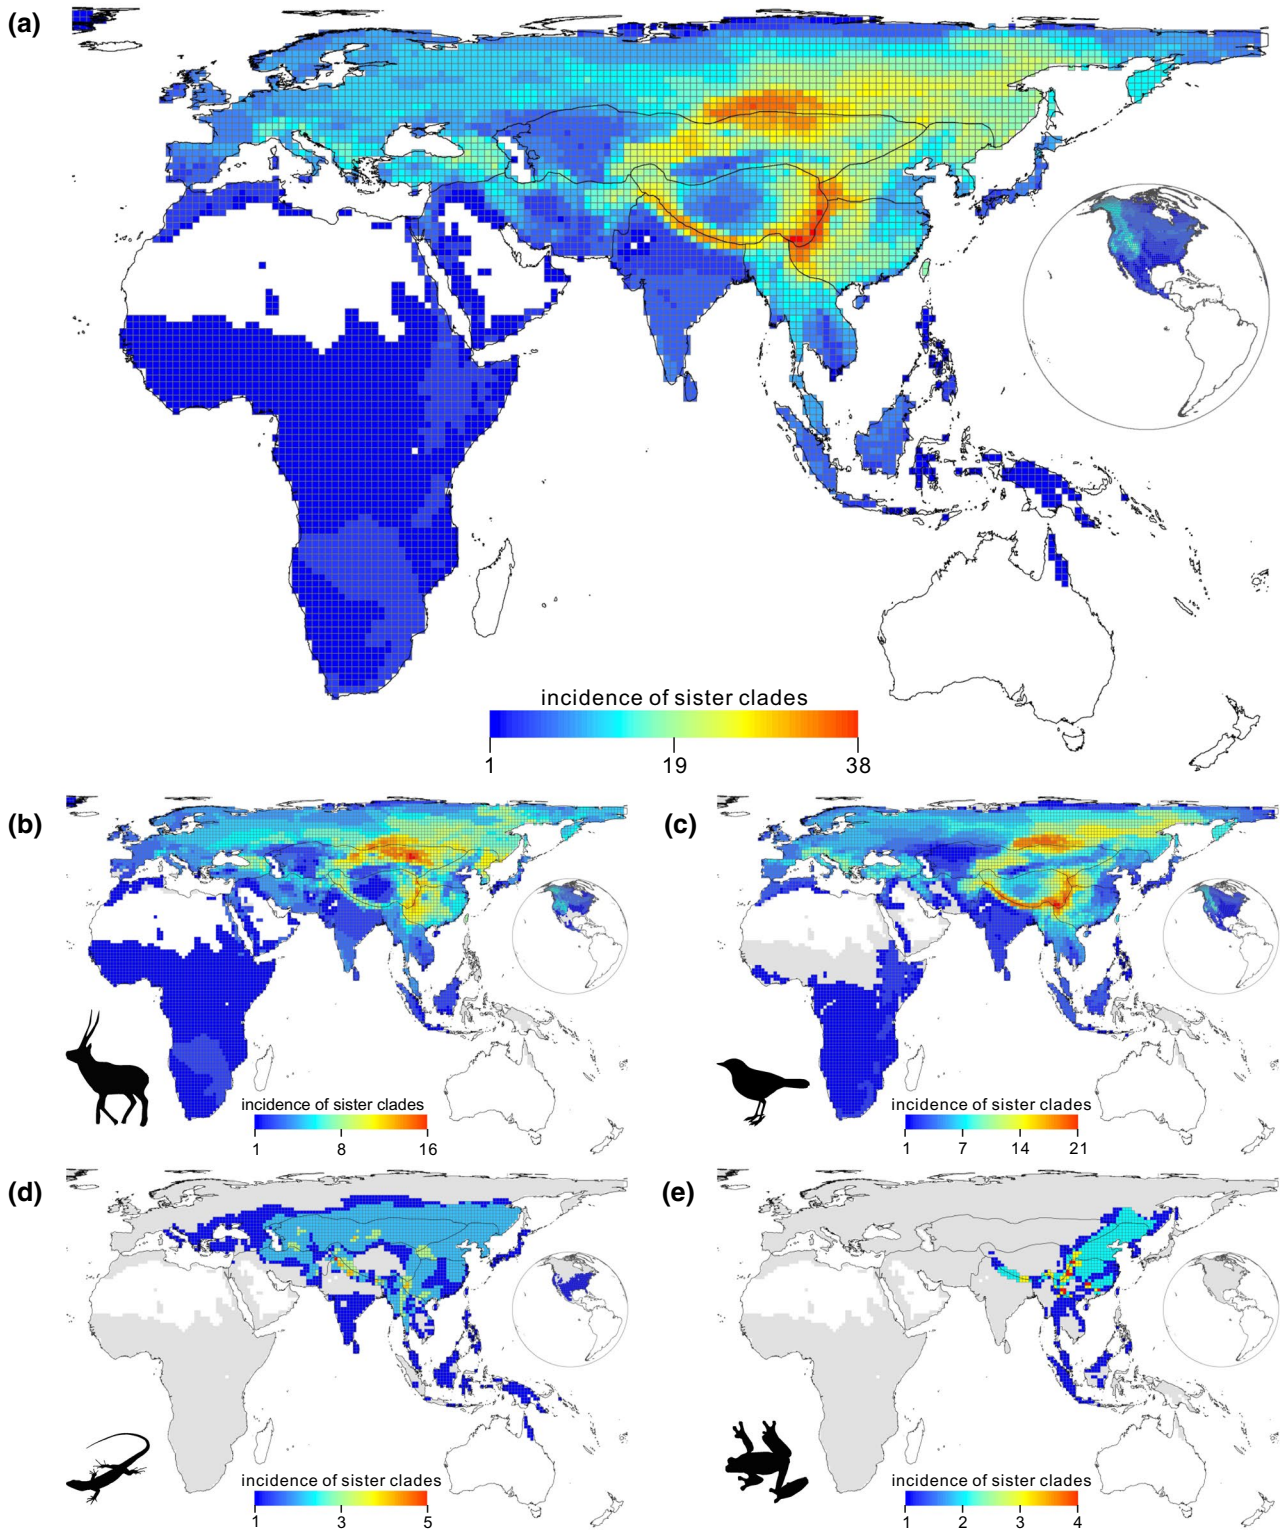 (a)
incidence of sister clades
1 19 38
(b)
(c)
incidence of sister clades
1 8 16
incidence of sister clades
1 7 14 21
(d)
(e)
incidence of sister clades
1 3 5
incidence of sister clades
1 2 3 4